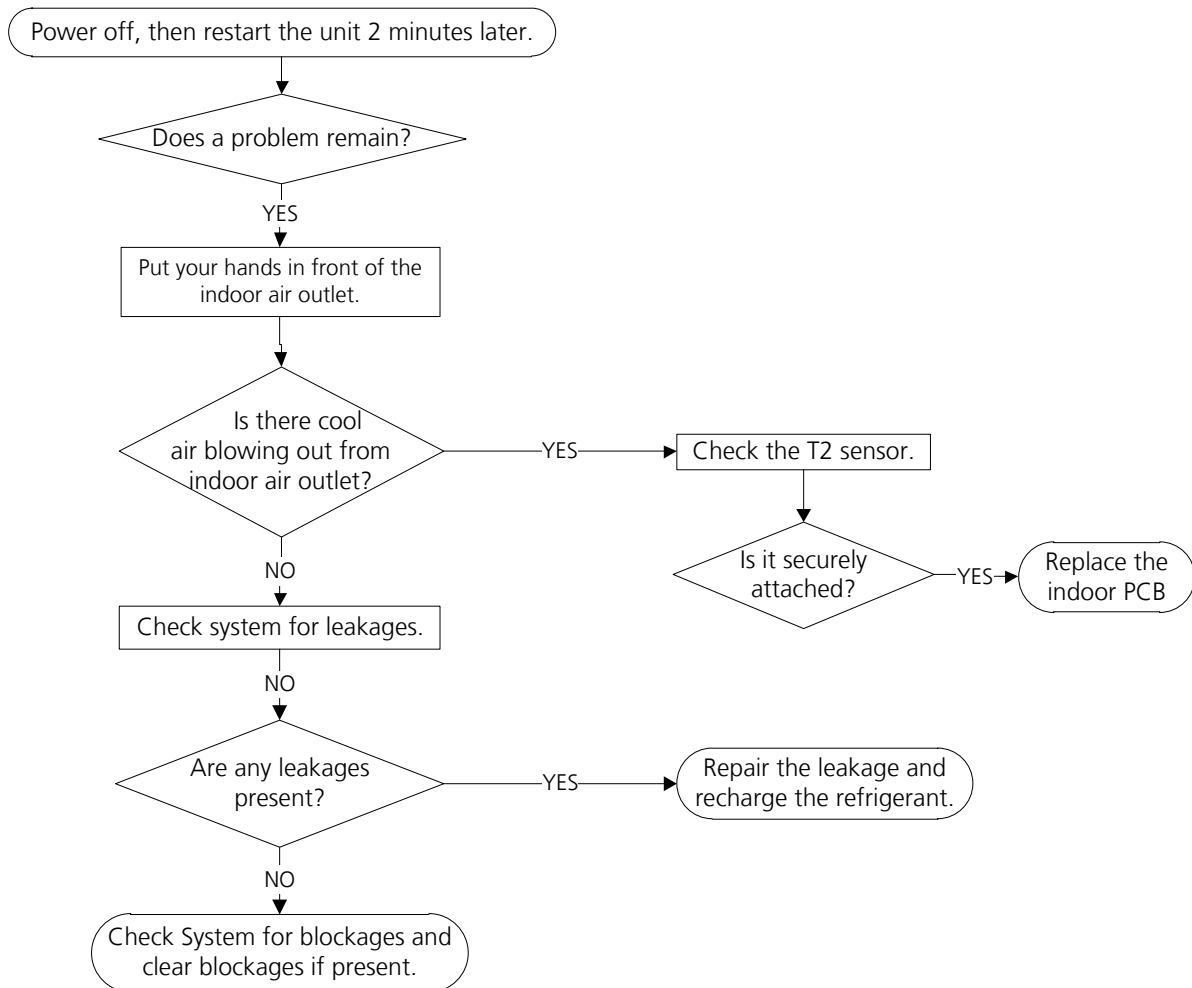 Power off, then restart the unit 2 minutes later.
Does a problem remain?
YES
Put your hands in front of the
indoor air outlet.
Is there cool
air blowing out from
indoor air outlet?
YES
Check the T2 sensor.
Is it securely
attached?
YES
Replace the
indoor PCB
NO
Check system for leakages.
NO
Are any leakages
present?
YES
Repair the leakage and
recharge the refrigerant.
NO
Check System for blockages and
clear blockages if present.